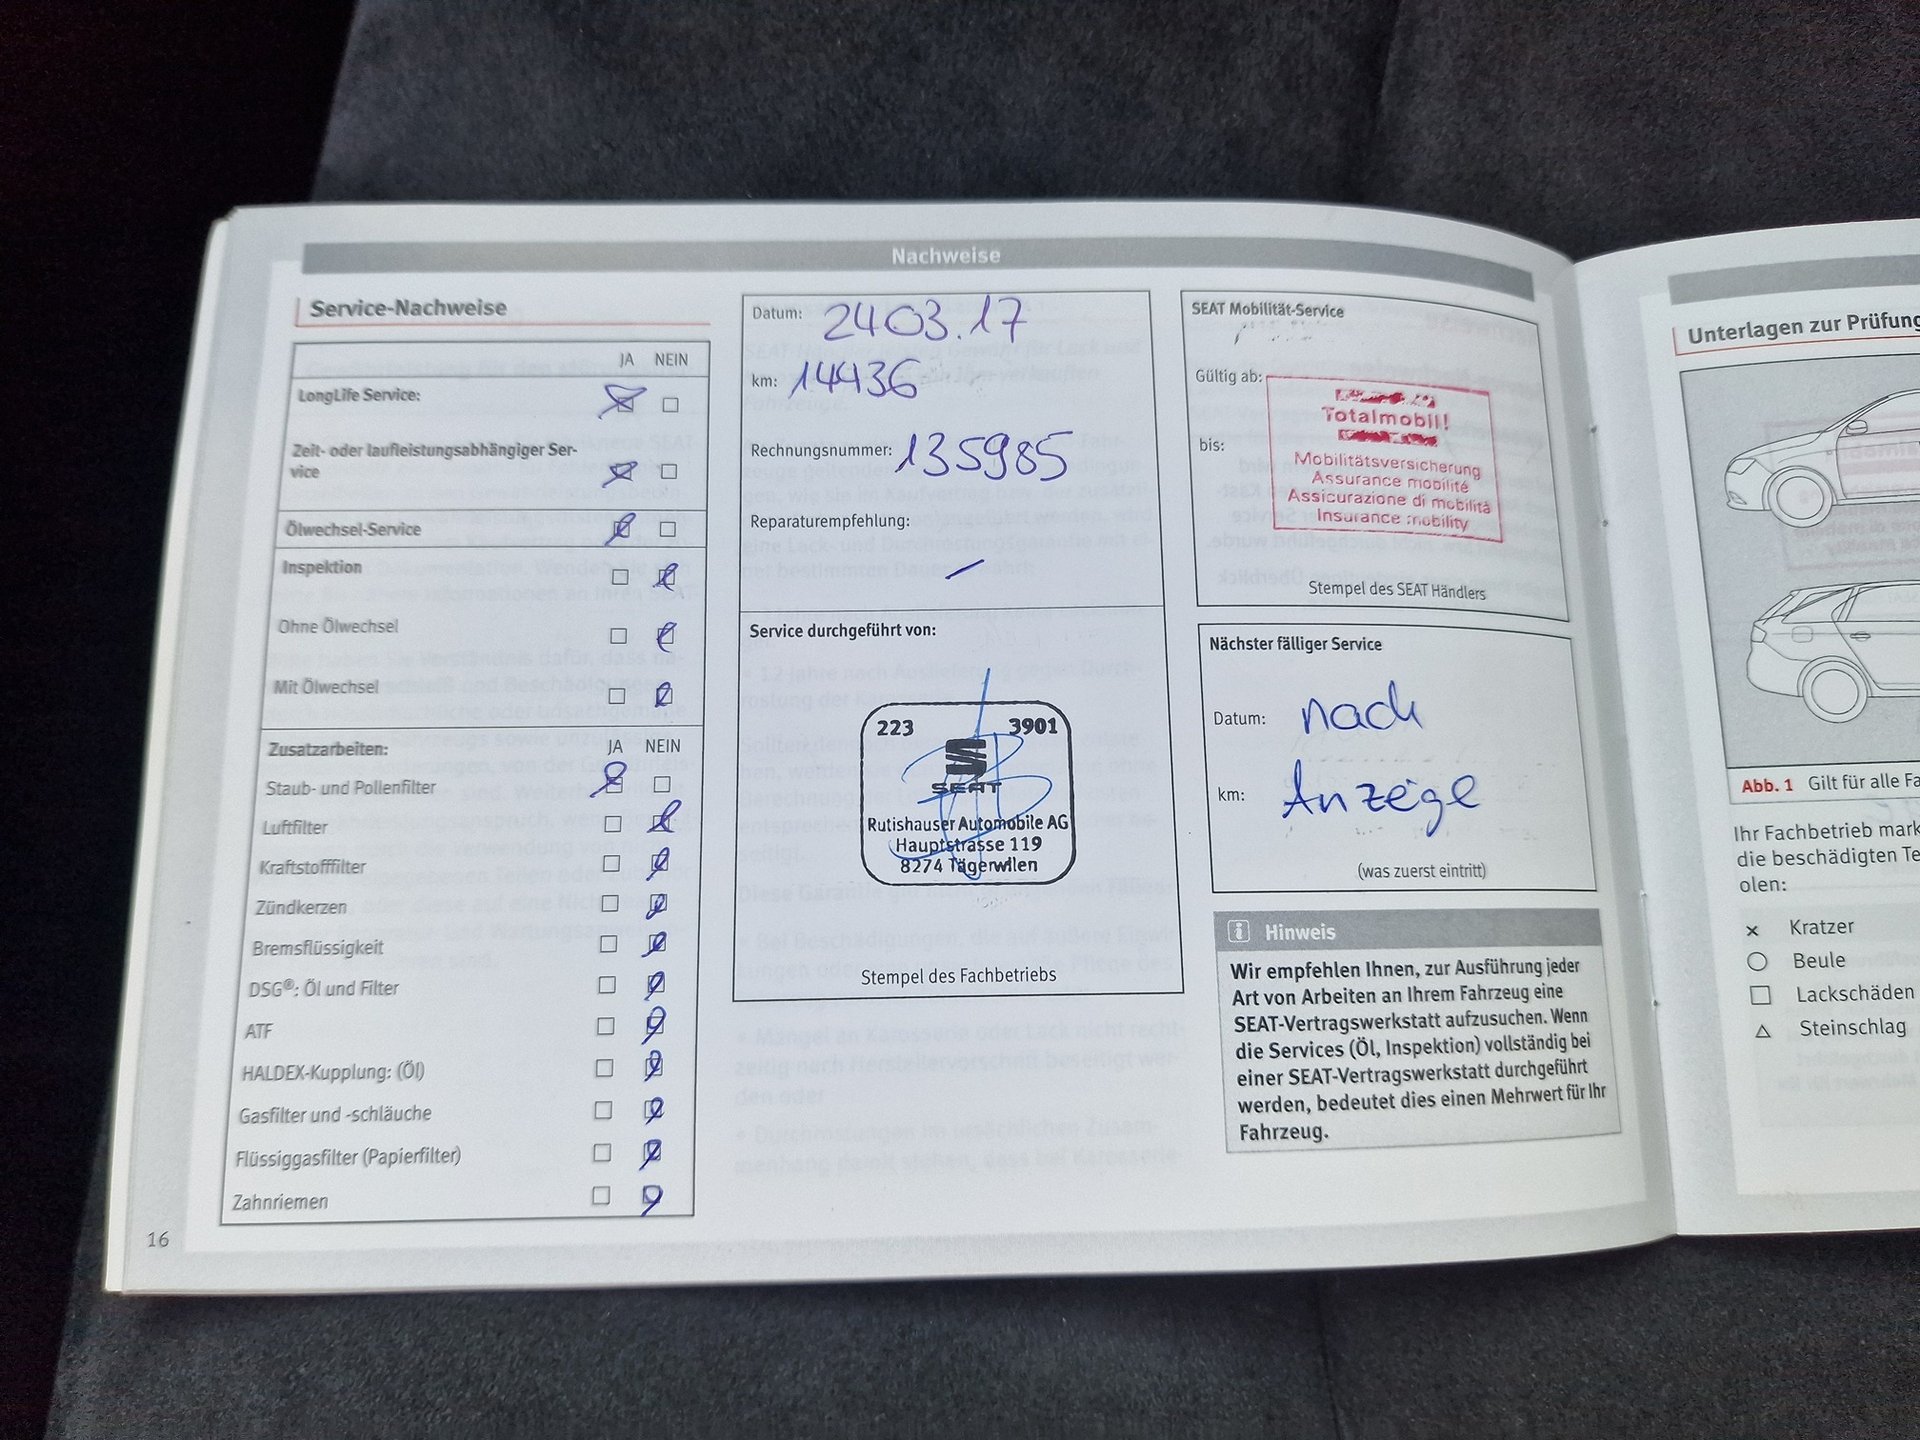 Nachweise
Service-Nachweise
JA NEIN
LongLife Service:
Zeit- oder laufleistungsabhängiger Ser-
vice
Ölwechsel-Service
Inspektion
Ohne Ölwechsel
Mit Ölwechsel
Zusatzarbeiten: JA NEIN
Staub- und Pollenfilter
Luftfilter
Kraftstofffilter
Zündkerzen
Bremsflüssigkeit
DSG®: Öl und Filter
ATF
HALDEX-Kupplung: (Öl)
Gasfilter und -schläuche
Flüssiggasfilter (Papierfilter)
Zahnriemen
16
Datum: 2403.17
km: 14436
Rechnungsnummer: 135985
Reparaturempfehlung:
Service durchgeführt von:
223 3901
SEAT
Rutishauser Automobile AG
Hauptstrasse 119
8274 Tägerwilen
Stempel des Fachbetriebs
SEAT Mobilität-Service
Gültig ab:
bis:
Totalmobil!
Mobilitätsversicherung
Assurance mobilité
Assicurazione di mobilità
Insurance mobility
Stempel des SEAT Händlers
Nächster fälliger Service
Datum: nach
km: Anzeige
(was zuerst eintritt)
i Hinweis
Wir empfehlen Ihnen, zur Ausführung jeder
Art von Arbeiten an Ihrem Fahrzeug eine
SEAT-Vertragswerkstatt aufzusuchen. Wenn
die Services (Öl, Inspektion) vollständig bei
einer SEAT-Vertragswerkstatt durchgeführt
werden, bedeutet dies einen Mehrwert für Ihr
Fahrzeug.
Unterlagen zur Prüfung
Abb. 1 Gilt für alle Fa
Ihr Fachbetrieb mark
die beschädigten Te
olen:
Kratzer
Beule
Lackschäden
Steinschlag